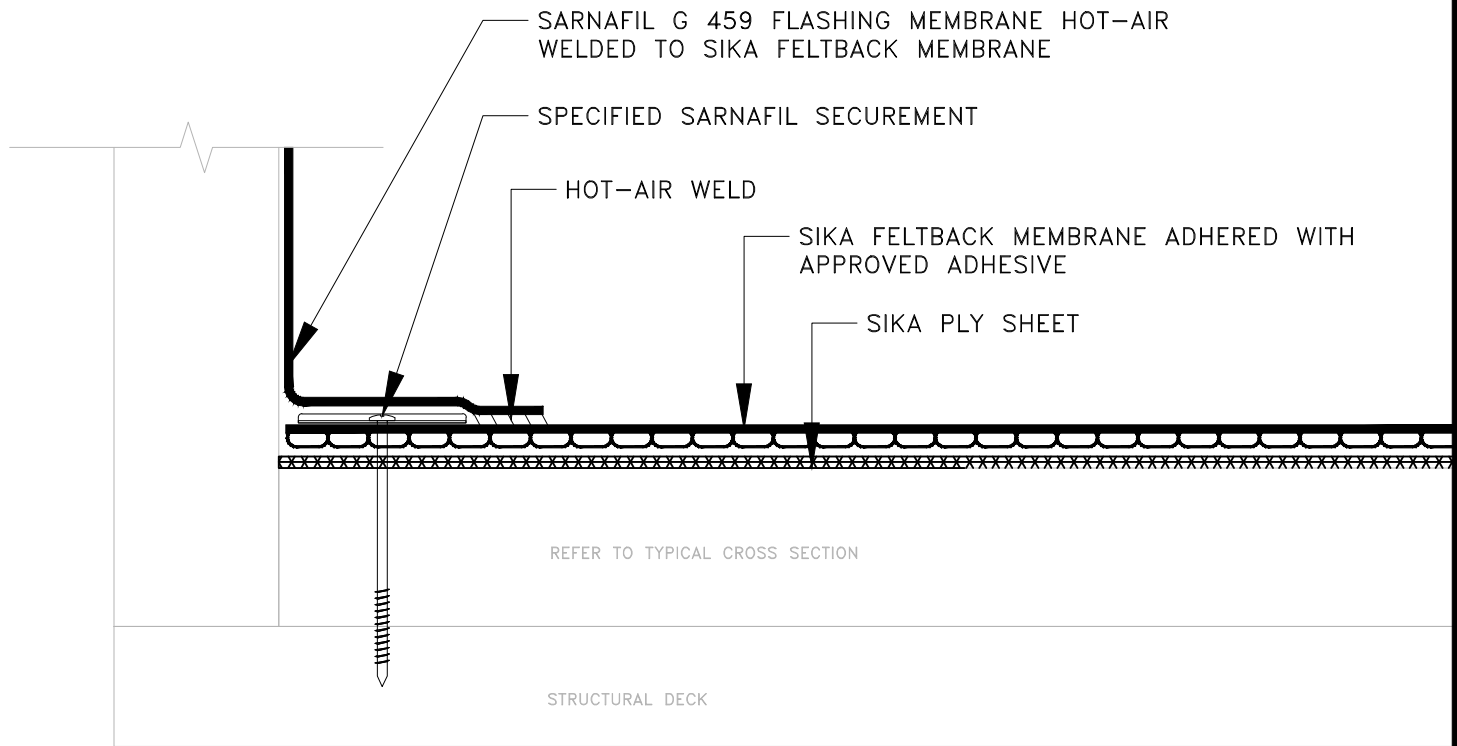 SARNAFIL G 459 FLASHING MEMBRANE HOT-AIR
WELDED TO SIKA FELTBACK MEMBRANE
SPECIFIED SARNAFIL SECUREMENT
HOT-AIR WELD
SIKA FELTBACK MEMBRANE ADHERED WITH
APPROVED ADHESIVE
SIKA PLY SHEET
REFER TO TYPICAL CROSS SECTION
STRUCTURAL DECK